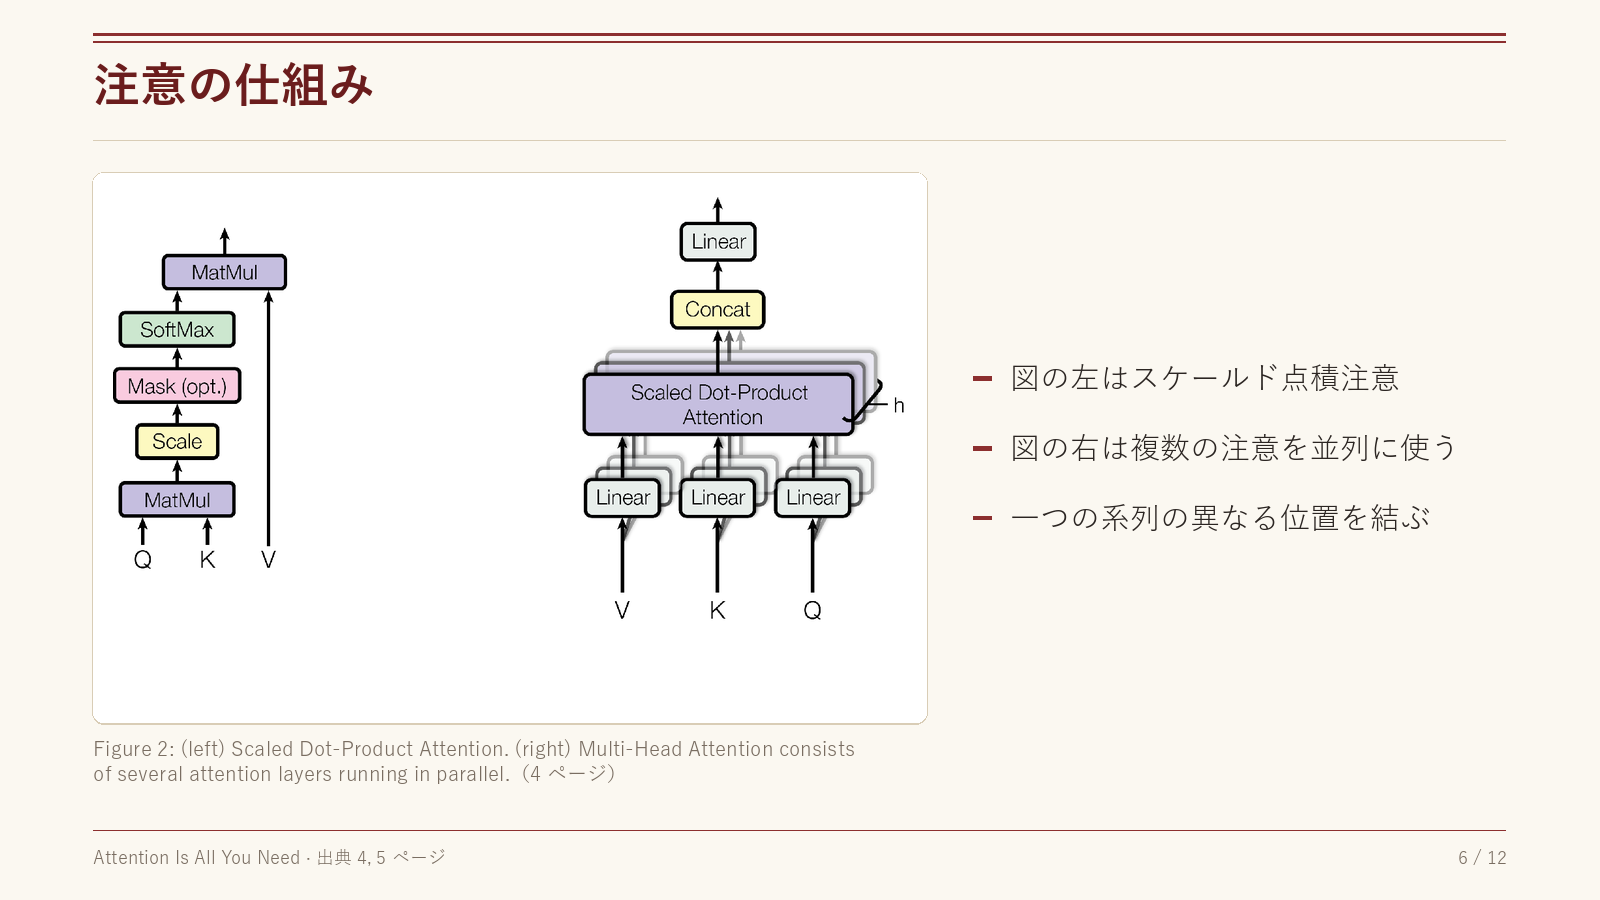 注意の仕組み
MatMul
SoftMax
Mask (opt.)
Scale
MatMul
Q K V
Linear
Concat
Scaled Dot-Product
Attention
h
Linear Linear Linear
V K Q
図の左はスケールド点積注意
図の右は複数の注意を並列に使う
一つの系列の異なる位置を結ぶ
Figure 2: (left) Scaled Dot-Product Attention. (right) Multi-Head Attention consists
of several attention layers running in parallel.（4 ページ）
Attention Is All You Need · 出典 4, 5 ページ
6 / 12